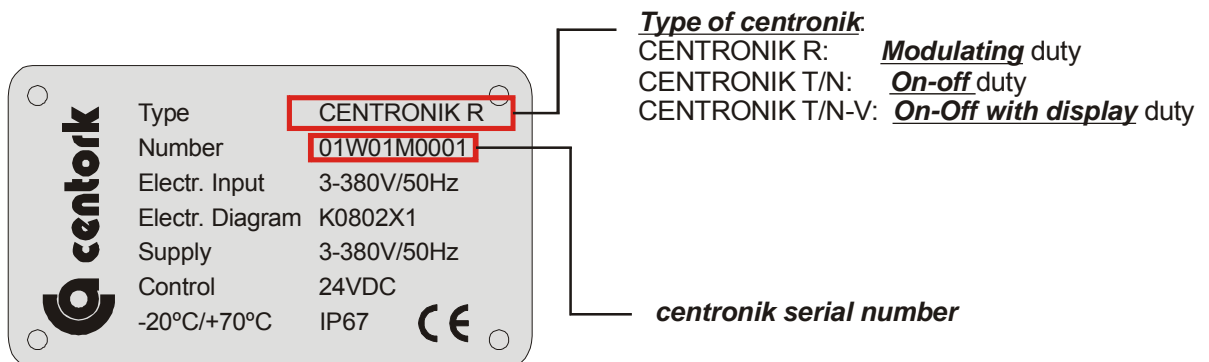 Type of centronik:
CENTRONIK R: Modulating duty
CENTRONIK T/N: On-off duty
CENTRONIK T/N-V: On-Off with display duty
centork
Type CENTRONIK R
Number 01W01M0001
Electr. Input 3-380V/50Hz
Electr. Diagram K0802X1
Supply 3-380V/50Hz
Control 24VDC
-20ºC/+70ºC IP67 CE
centronik serial number